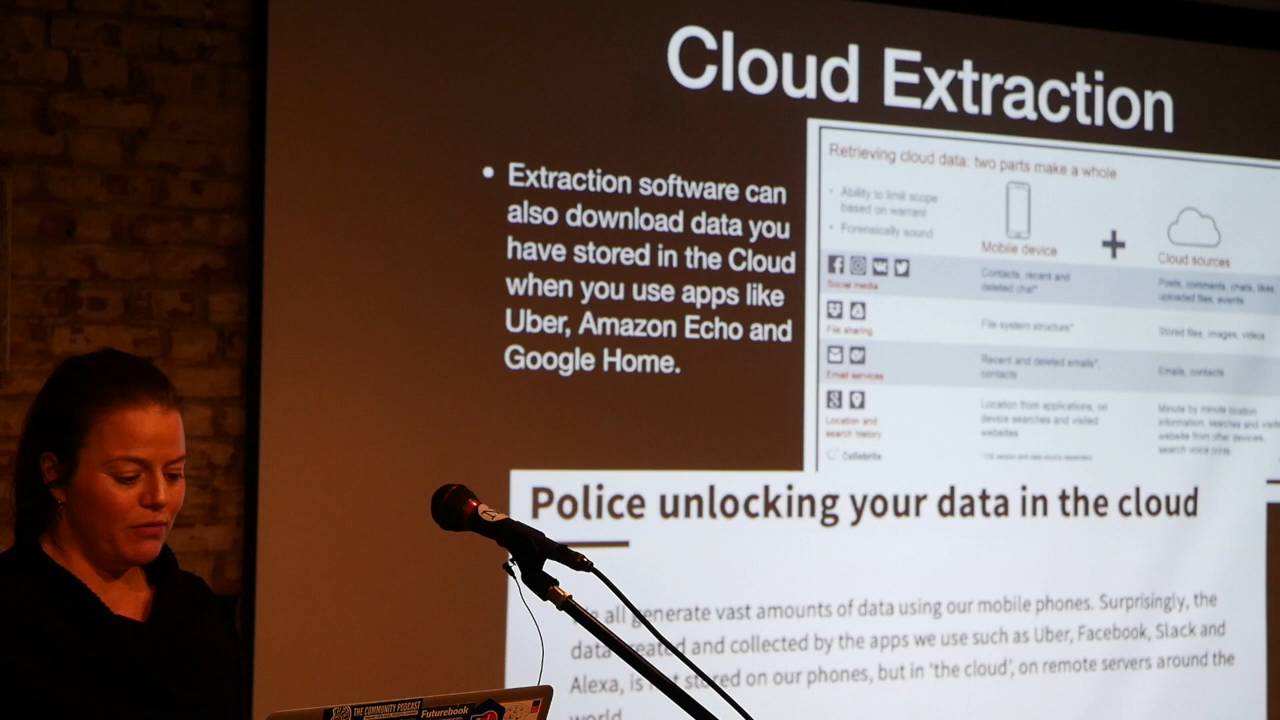 Cloud Extraction
• Extraction software can
also download data you
have stored in the Cloud
when you use apps like
Uber, Amazon Echo and
Google Home.
Retrieving cloud data: two parts make a whole
• Ability to limit scope
based on warrant
• Forensically sound
Mobile device
+
Cloud sources
Social media
Contacts, recent and
deleted chat*
Posts, comments, chats, likes,
uploaded files, events
File sharing
File system structure*
Stored files, images, videos
Email services
Recent and deleted emails*,
contacts
Emails, contacts
Location and
search history
Location from applications, on
device searches and visited
websites
Minute by minute location
information, searches and
website from other devices,
search voice prints
Cellebrite
Police unlocking your data in the cloud
all generate vast amounts of data using our mobile phones. Surprisingly, the
data created and collected by the apps we use such as Uber, Facebook, Slack and
Alexa, is stored on our phones, but in 'the cloud', on remote servers around the
world.
THE COMMUNITY PODCAST
Futurebook